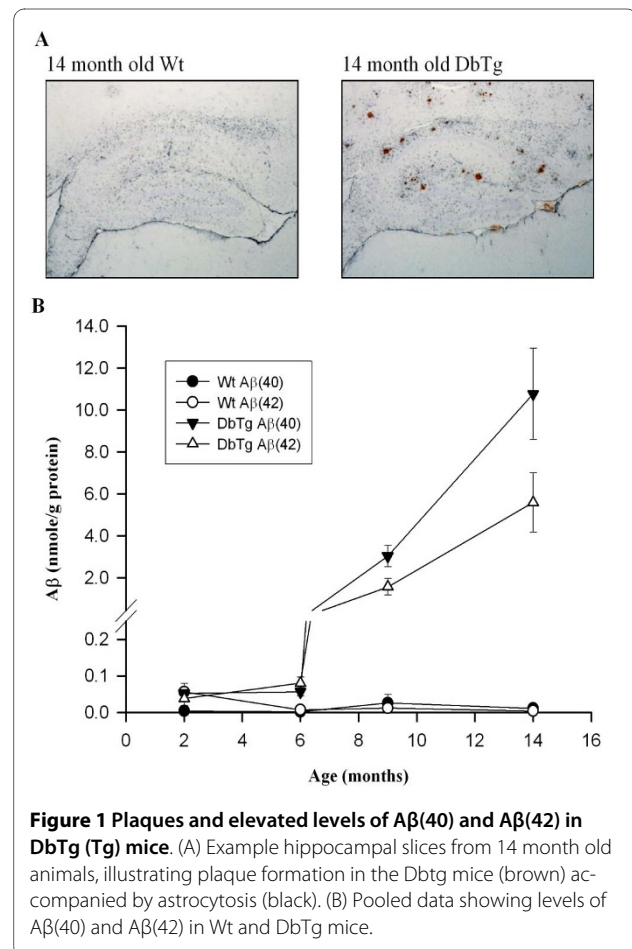 A
14 month old Wt
14 month old DbTg
B
14.0
12.0
10.0
8.0
6.0
4.0
2.0
0.2
0.1
0.0
Aβ (nmole/g protein)
Wt Aβ(40)
Wt Aβ(42)
DbTg Aβ(40)
DbTg Aβ(42)
0 2 4 6 8 10 12 14 16
Age (months)
Figure 1 Plaques and elevated levels of Aβ(40) and Aβ(42) in
DbTg (Tg) mice. (A) Example hippocampal slices from 14 month old
animals, illustrating plaque formation in the Dbtg mice (brown) ac-
companied by astrocytosis (black). (B) Pooled data showing levels of
Aβ(40) and Aβ(42) in Wt and DbTg mice.